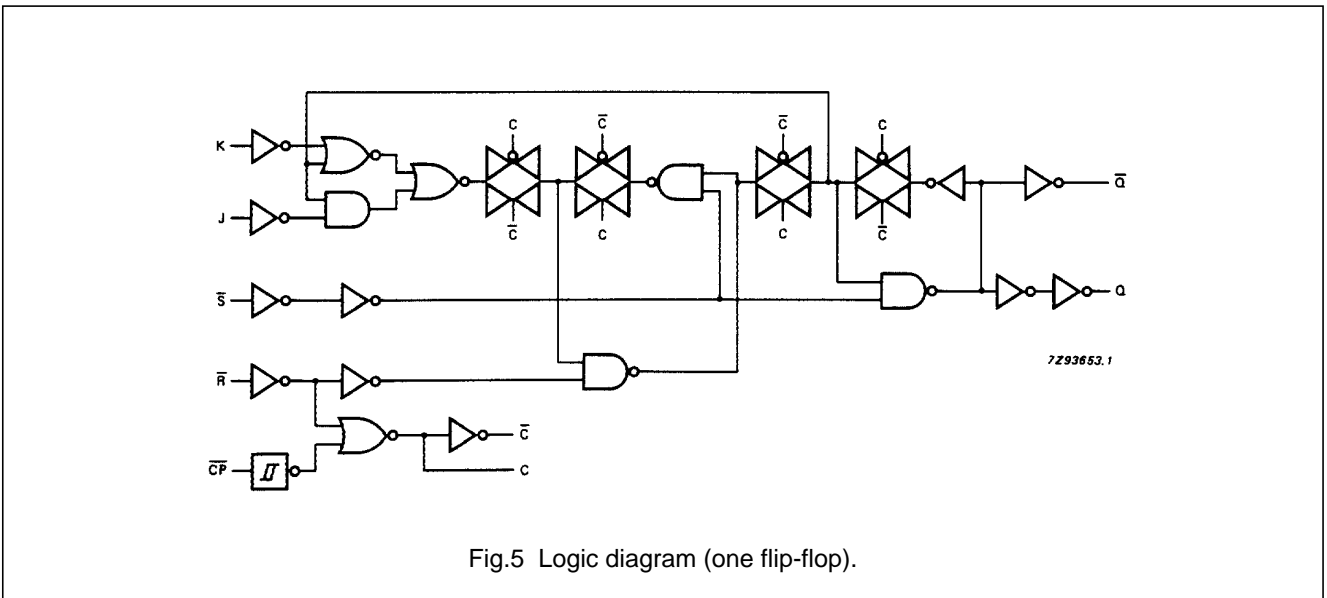 C C̅ C̅ C
K
Q̅
J
C̅ C C C̅
S̅
Q
7Z93653.1
R̅
C̅
C̅P̅
C
Fig.5 Logic diagram (one flip-flop).